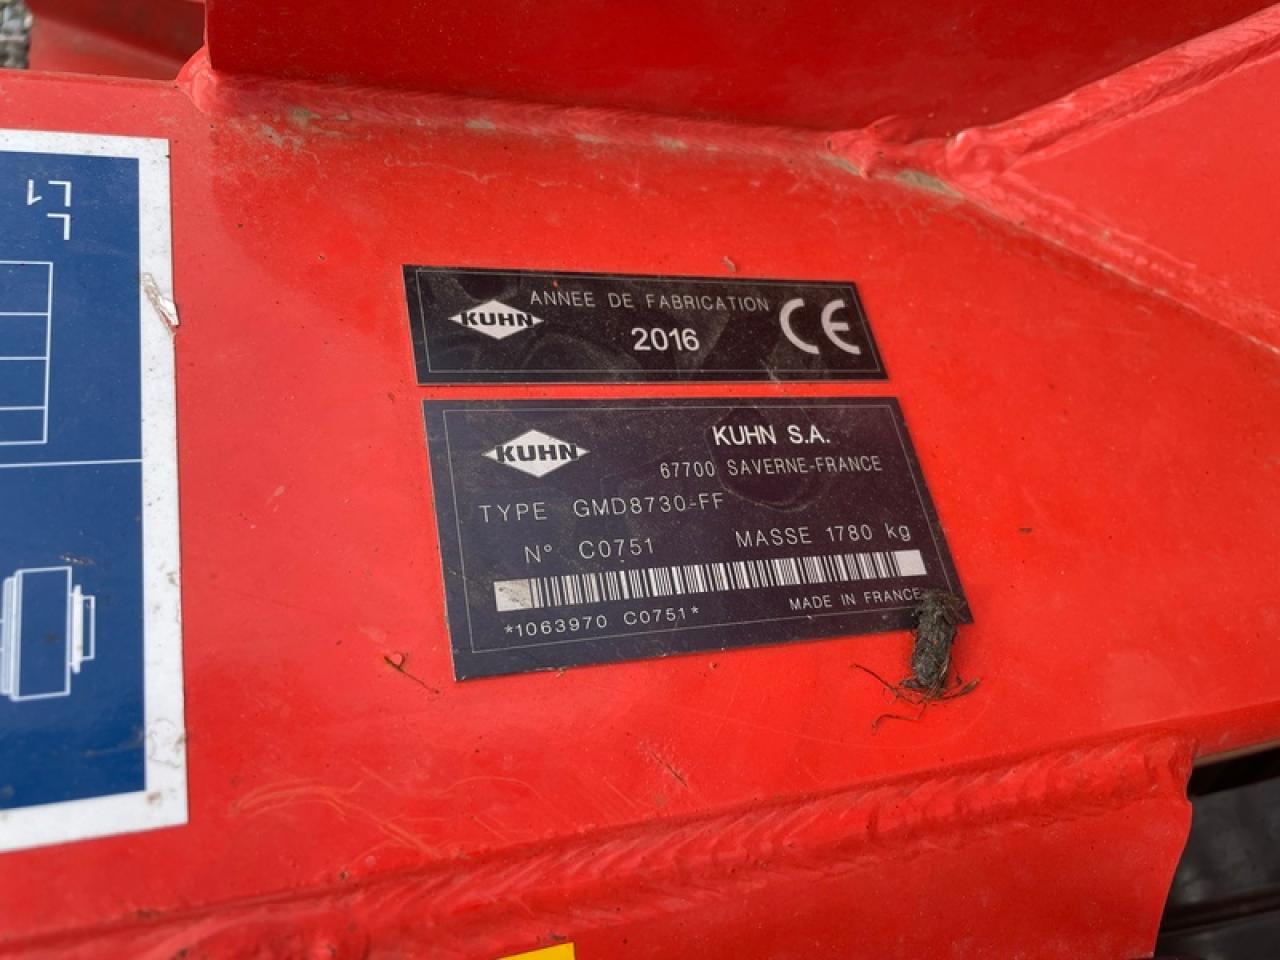 L1
L
ANNEE DE FABRICATION
KUHN
2016
CE
KUHN
KUHN S.A.
67700 SAVERNE-FRANCE
TYPE GMD8730-FF
N° C0751 MASSE 1780 kg
*1063970 C0751*
MADE IN FRANCE